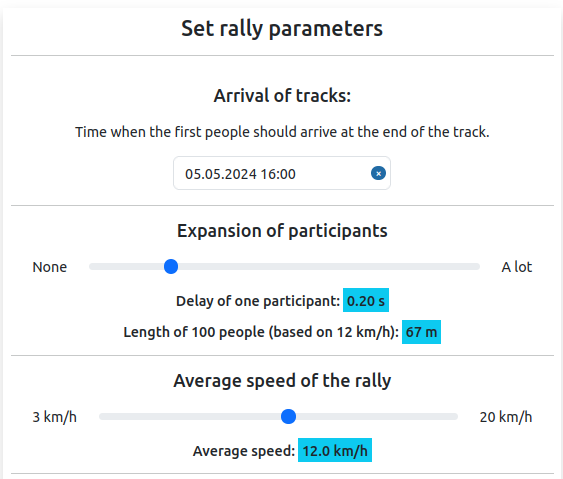 Set rally parameters
Arrival of tracks:
Time when the first people should arrive at the end of the track.
05.05.2024 16:00
Expansion of participants
None A lot
Delay of one participant: 0.20 s
Length of 100 people (based on 12 km/h): 67 m
Average speed of the rally
3 km/h 20 km/h
Average speed: 12.0 km/h